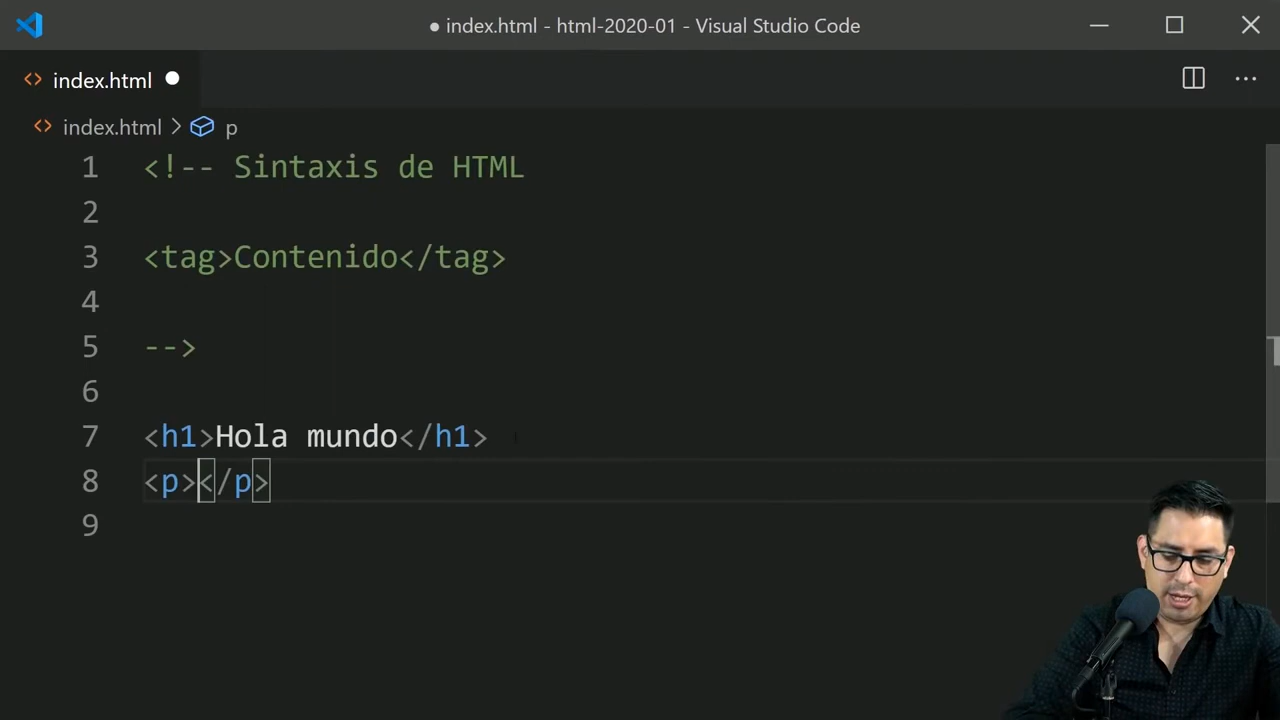 ● index.html - html-2020-01 - Visual Studio Code
index.html ●
index.html > p
1 <!-- Sintaxis de HTML
2
3 <tag>Contenido</tag>
4
5 -->
6
7 <h1>Hola mundo</h1>
8 <p></p>
9